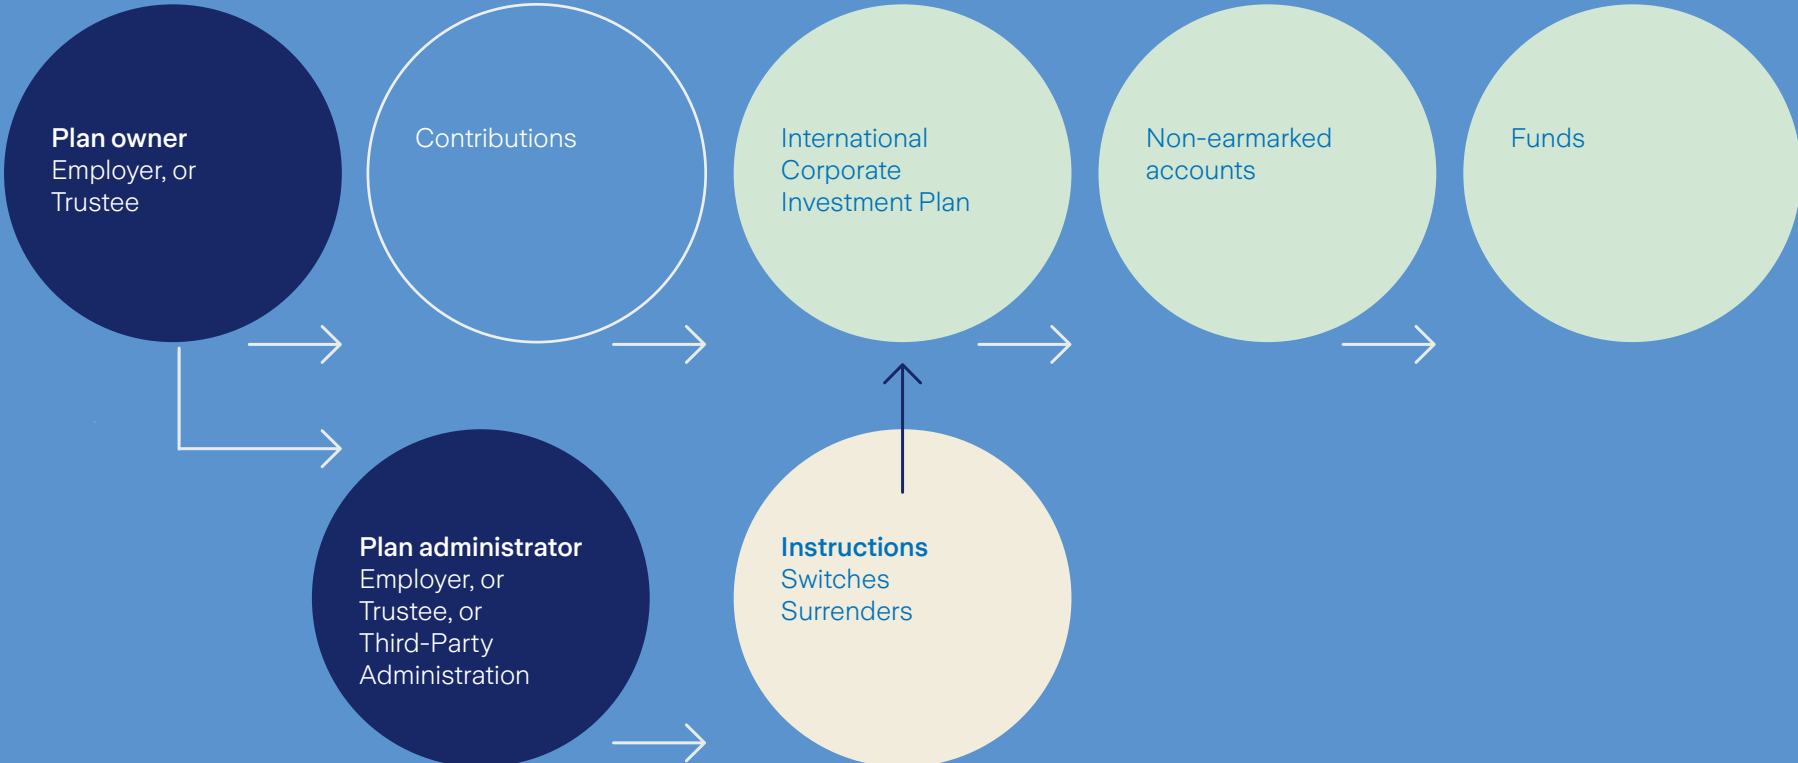 Plan owner
Employer, or
Trustee
Contributions
International
Corporate
Investment Plan
Non-earmarked
accounts
Funds
Plan administrator
Employer, or
Trustee, or
Third-Party
Administration
Instructions
Switches
Surrenders